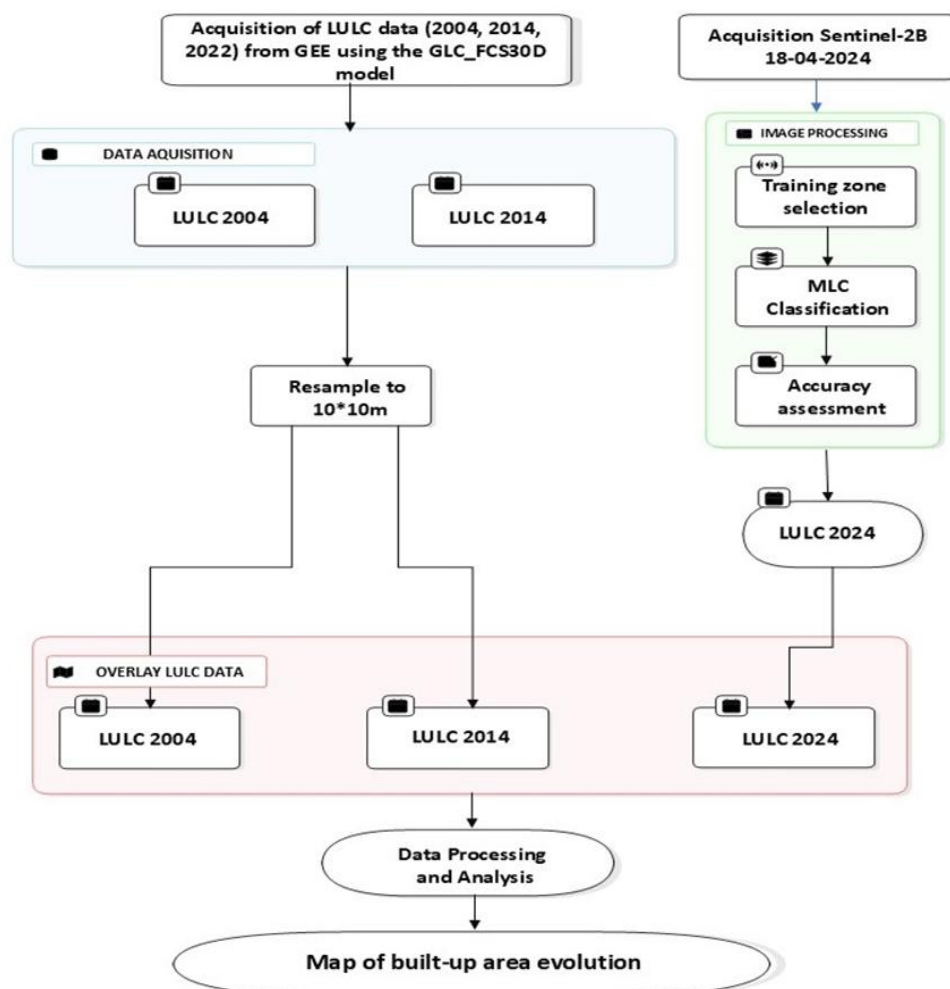 Acquisition of LULC data (2004, 2014,
2022) from GEE using the GLC_FCS30D
model
Acquisition Sentinel-2B
18-04-2024
DATA AQUISITION
LULC 2004
LULC 2014
IMAGE PROCESSING
Training zone
selection
MLC
Classification
Accuracy
assessment
Resample to
10*10m
LULC 2024
OVERLAY LULC DATA
LULC 2004
LULC 2014
LULC 2024
Data Processing
and Analysis
Map of built-up area evolution